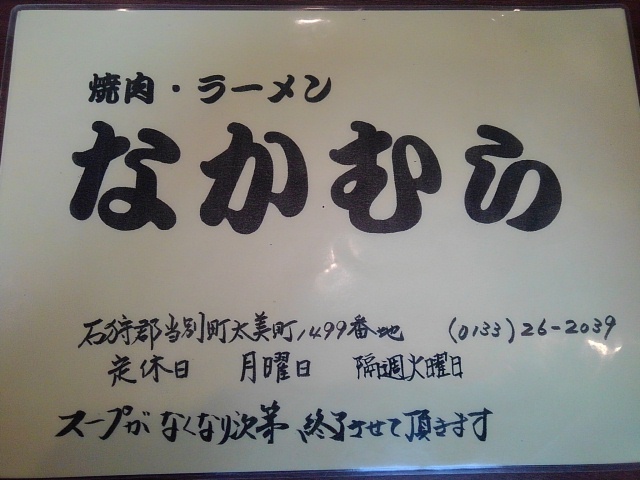 焼肉・ラーメン
なかむら
石狩郡当別町太美町1499番地 (0133)26-2039
定休日 月曜日 隔週火曜日
スープがなくなり次第、終了させて頂きます